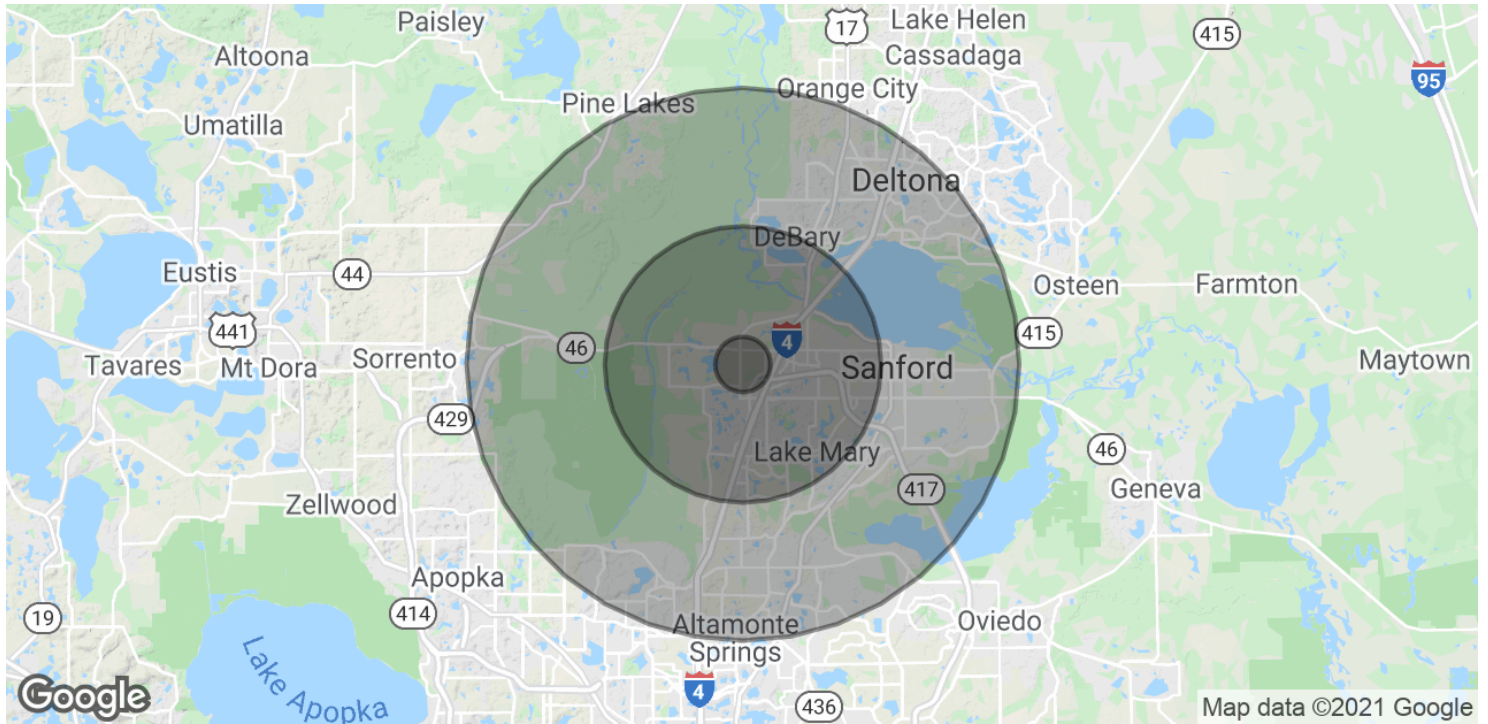 Paisley
17
Lake Helen
415
Altoona
Cassadaga
95
Orange City
Pine Lakes
Umatilla
Deltona
DeBary
Eustis
44
Osteen
Farmton
441
4
415
46
Tavares
Mt Dora
Sorrento
Sanford
Maytown
429
Lake Mary
46
417
Geneva
Zellwood
Apopka
414
19
Altamonte
Springs
Oviedo
Lake Apopka
4
436
Google
Map data ©2021 Google